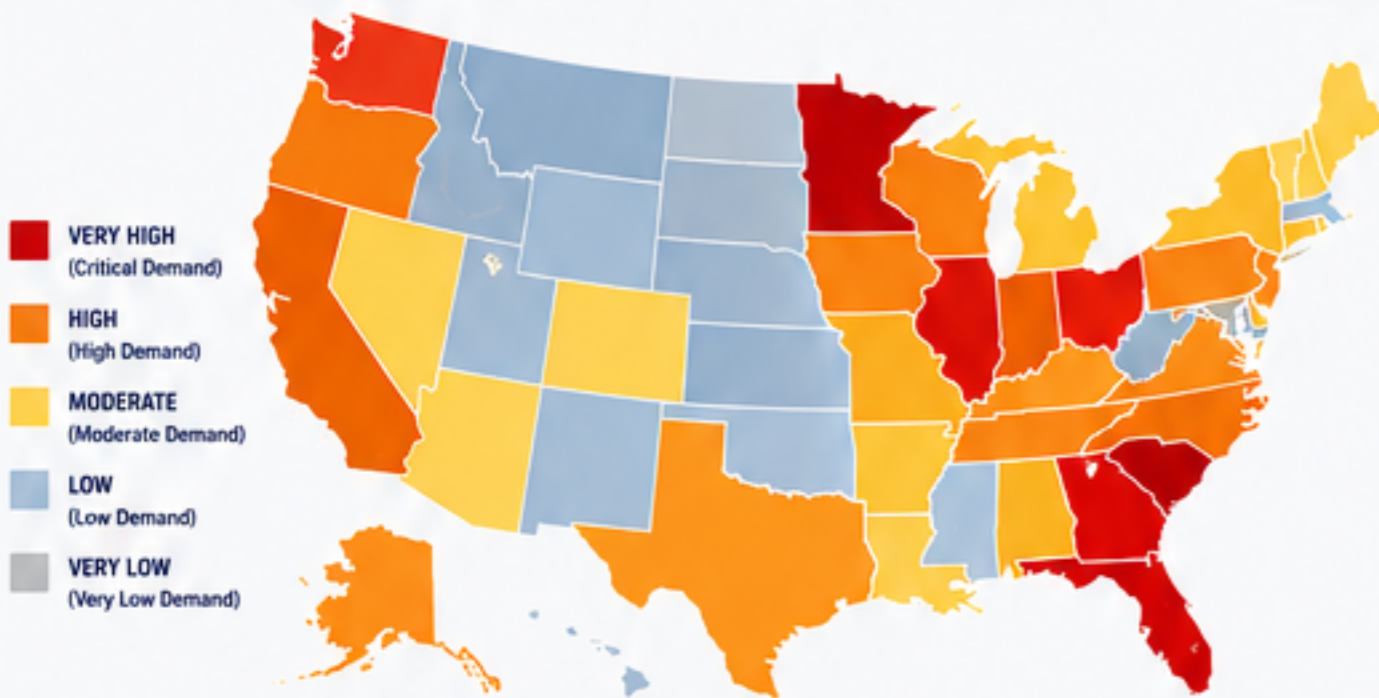 VERY HIGH
(Critical Demand)
HIGH
(High Demand)
MODERATE
(Moderate Demand)
LOW
(Low Demand)
VERY LOW
(Very Low Demand)